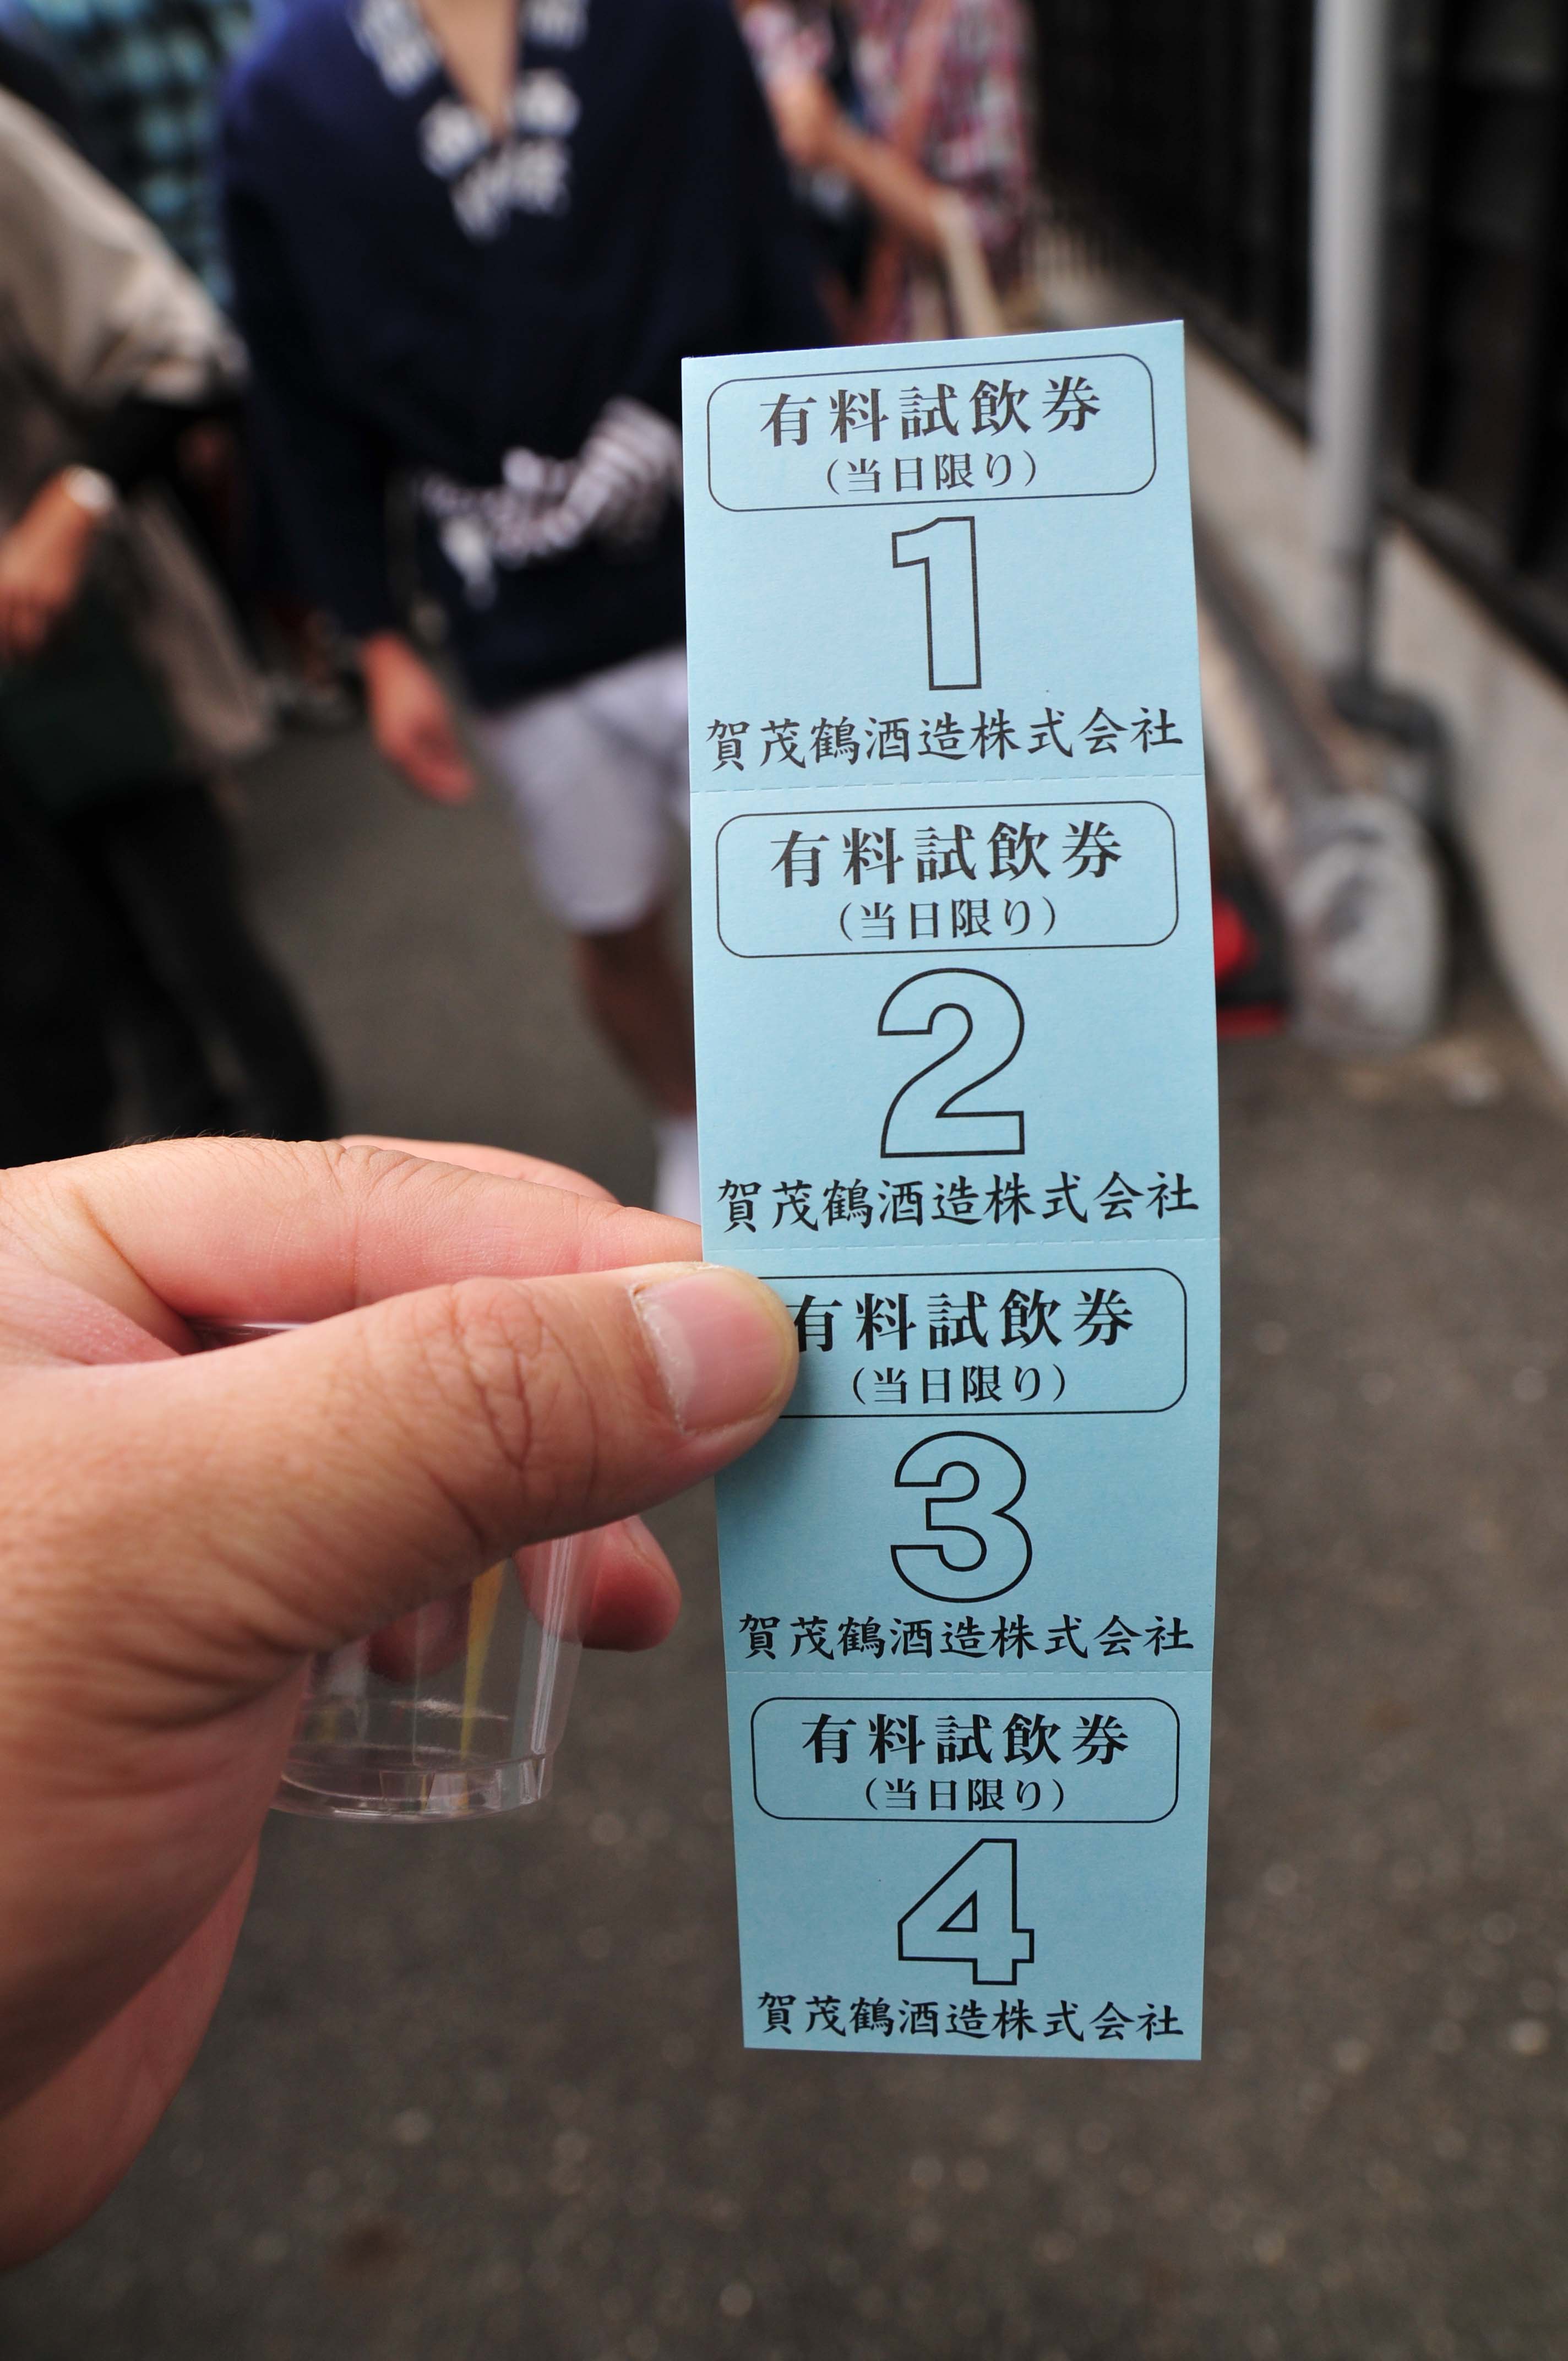 有料試飲券
（当日限り）
1
賀茂鶴酒造株式会社
有料試飲券
（当日限り）
2
賀茂鶴酒造株式会社
有料試飲券
（当日限り）
3
賀茂鶴酒造株式会社
有料試飲券
（当日限り）
4
賀茂鶴酒造株式会社